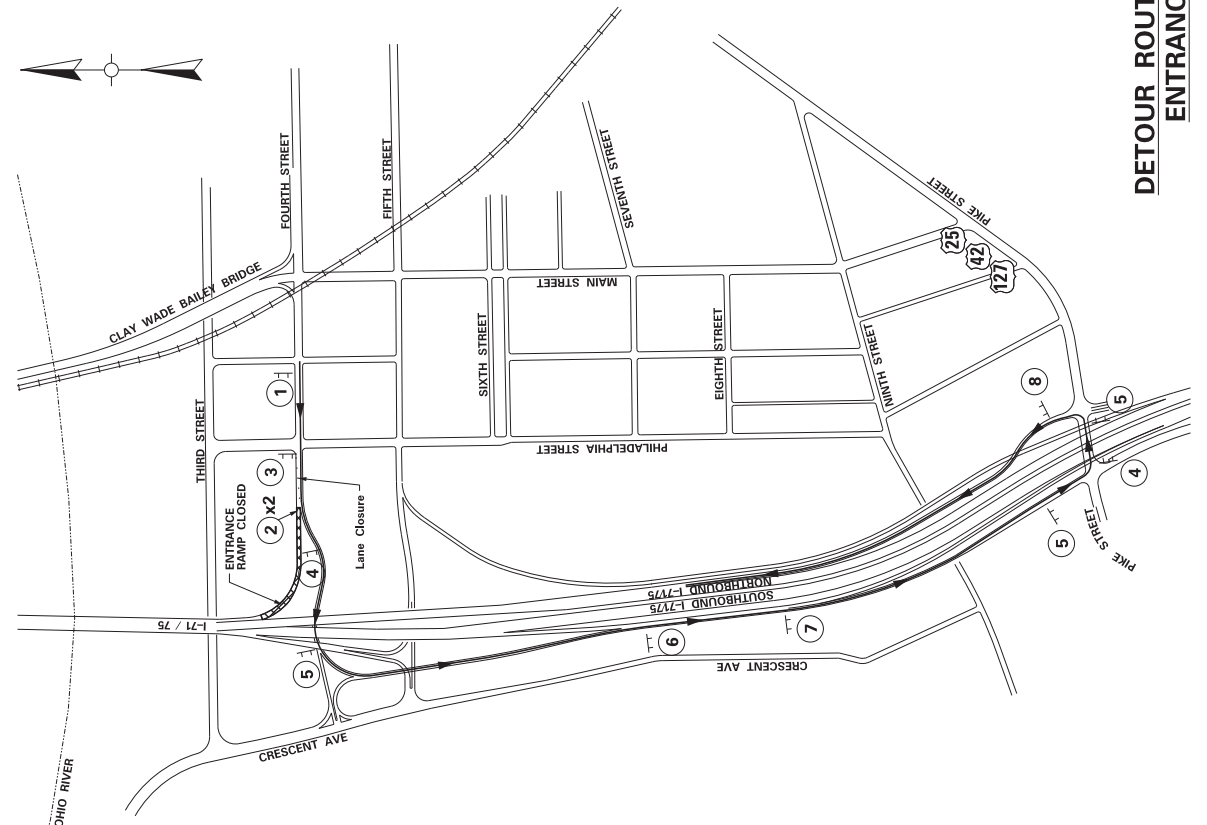 DETOUR ROUT
ENTRANC
FOURTH STREET
FIFTH STREET
THIRD STREET
CLAY WADE BAILEY BRIDGE
SIXTH STREET
SEVENTH STREET
MAIN STREET
EIGHTH STREET
NINTH STREET
PIKE STREET
25
42
127
PHILADELPHIA STREET
1
3
2 x2
ENTRANCE
RAMP CLOSED
Lane Closure
4
5
I-71 / 75
NORTHBOUND I-71/75
SOUTHBOUND I-71/75
6
7
8
5
4
5
PIKE STREET
CRESCENT AVE
CRESCENT AVE
OHIO RIVER